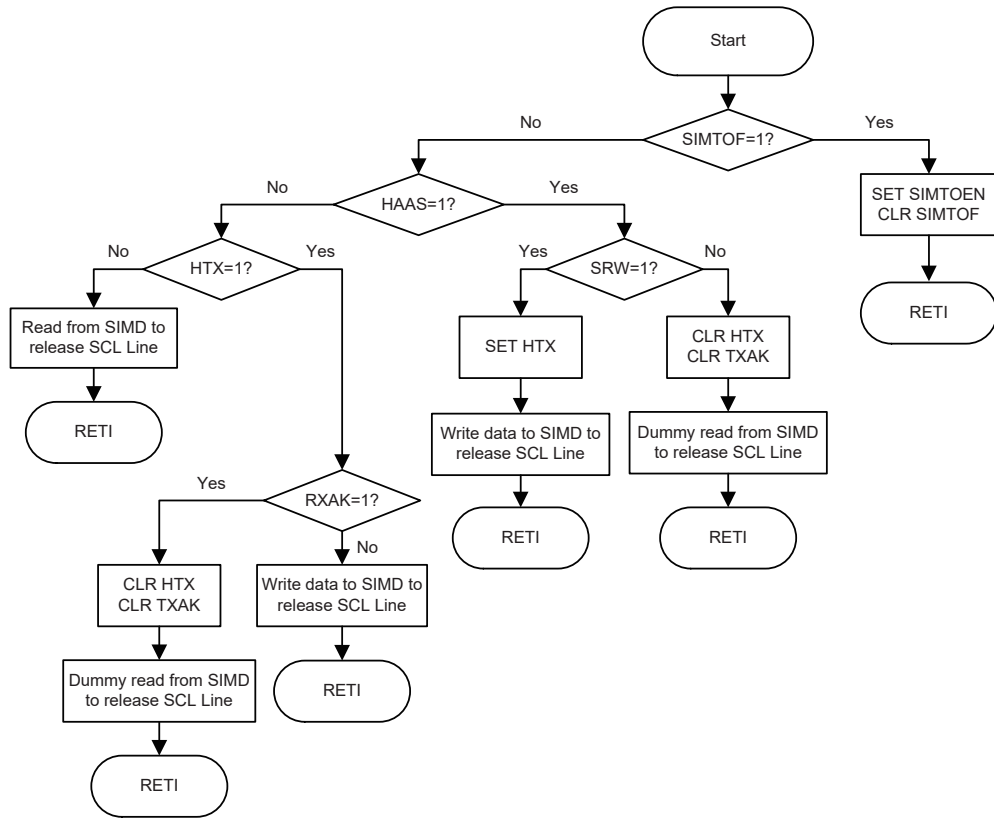 Start
No
SIMTOF=1?
Yes
SET SIMTOEN
CLR SIMTOF
RETI
No
HAAS=1?
Yes
No
HTX=1?
Yes
Yes
SRW=1?
No
Read from SIMD to
release SCL Line
RETI
SET HTX
Write data to SIMD to
release SCL Line
RETI
CLR HTX
CLR TXAK
Dummy read from SIMD
to release SCL Line
RETI
Yes
RXAK=1?
No
CLR HTX
CLR TXAK
Dummy read from SIMD
to release SCL Line
RETI
Write data to SIMD to
release SCL Line
RETI